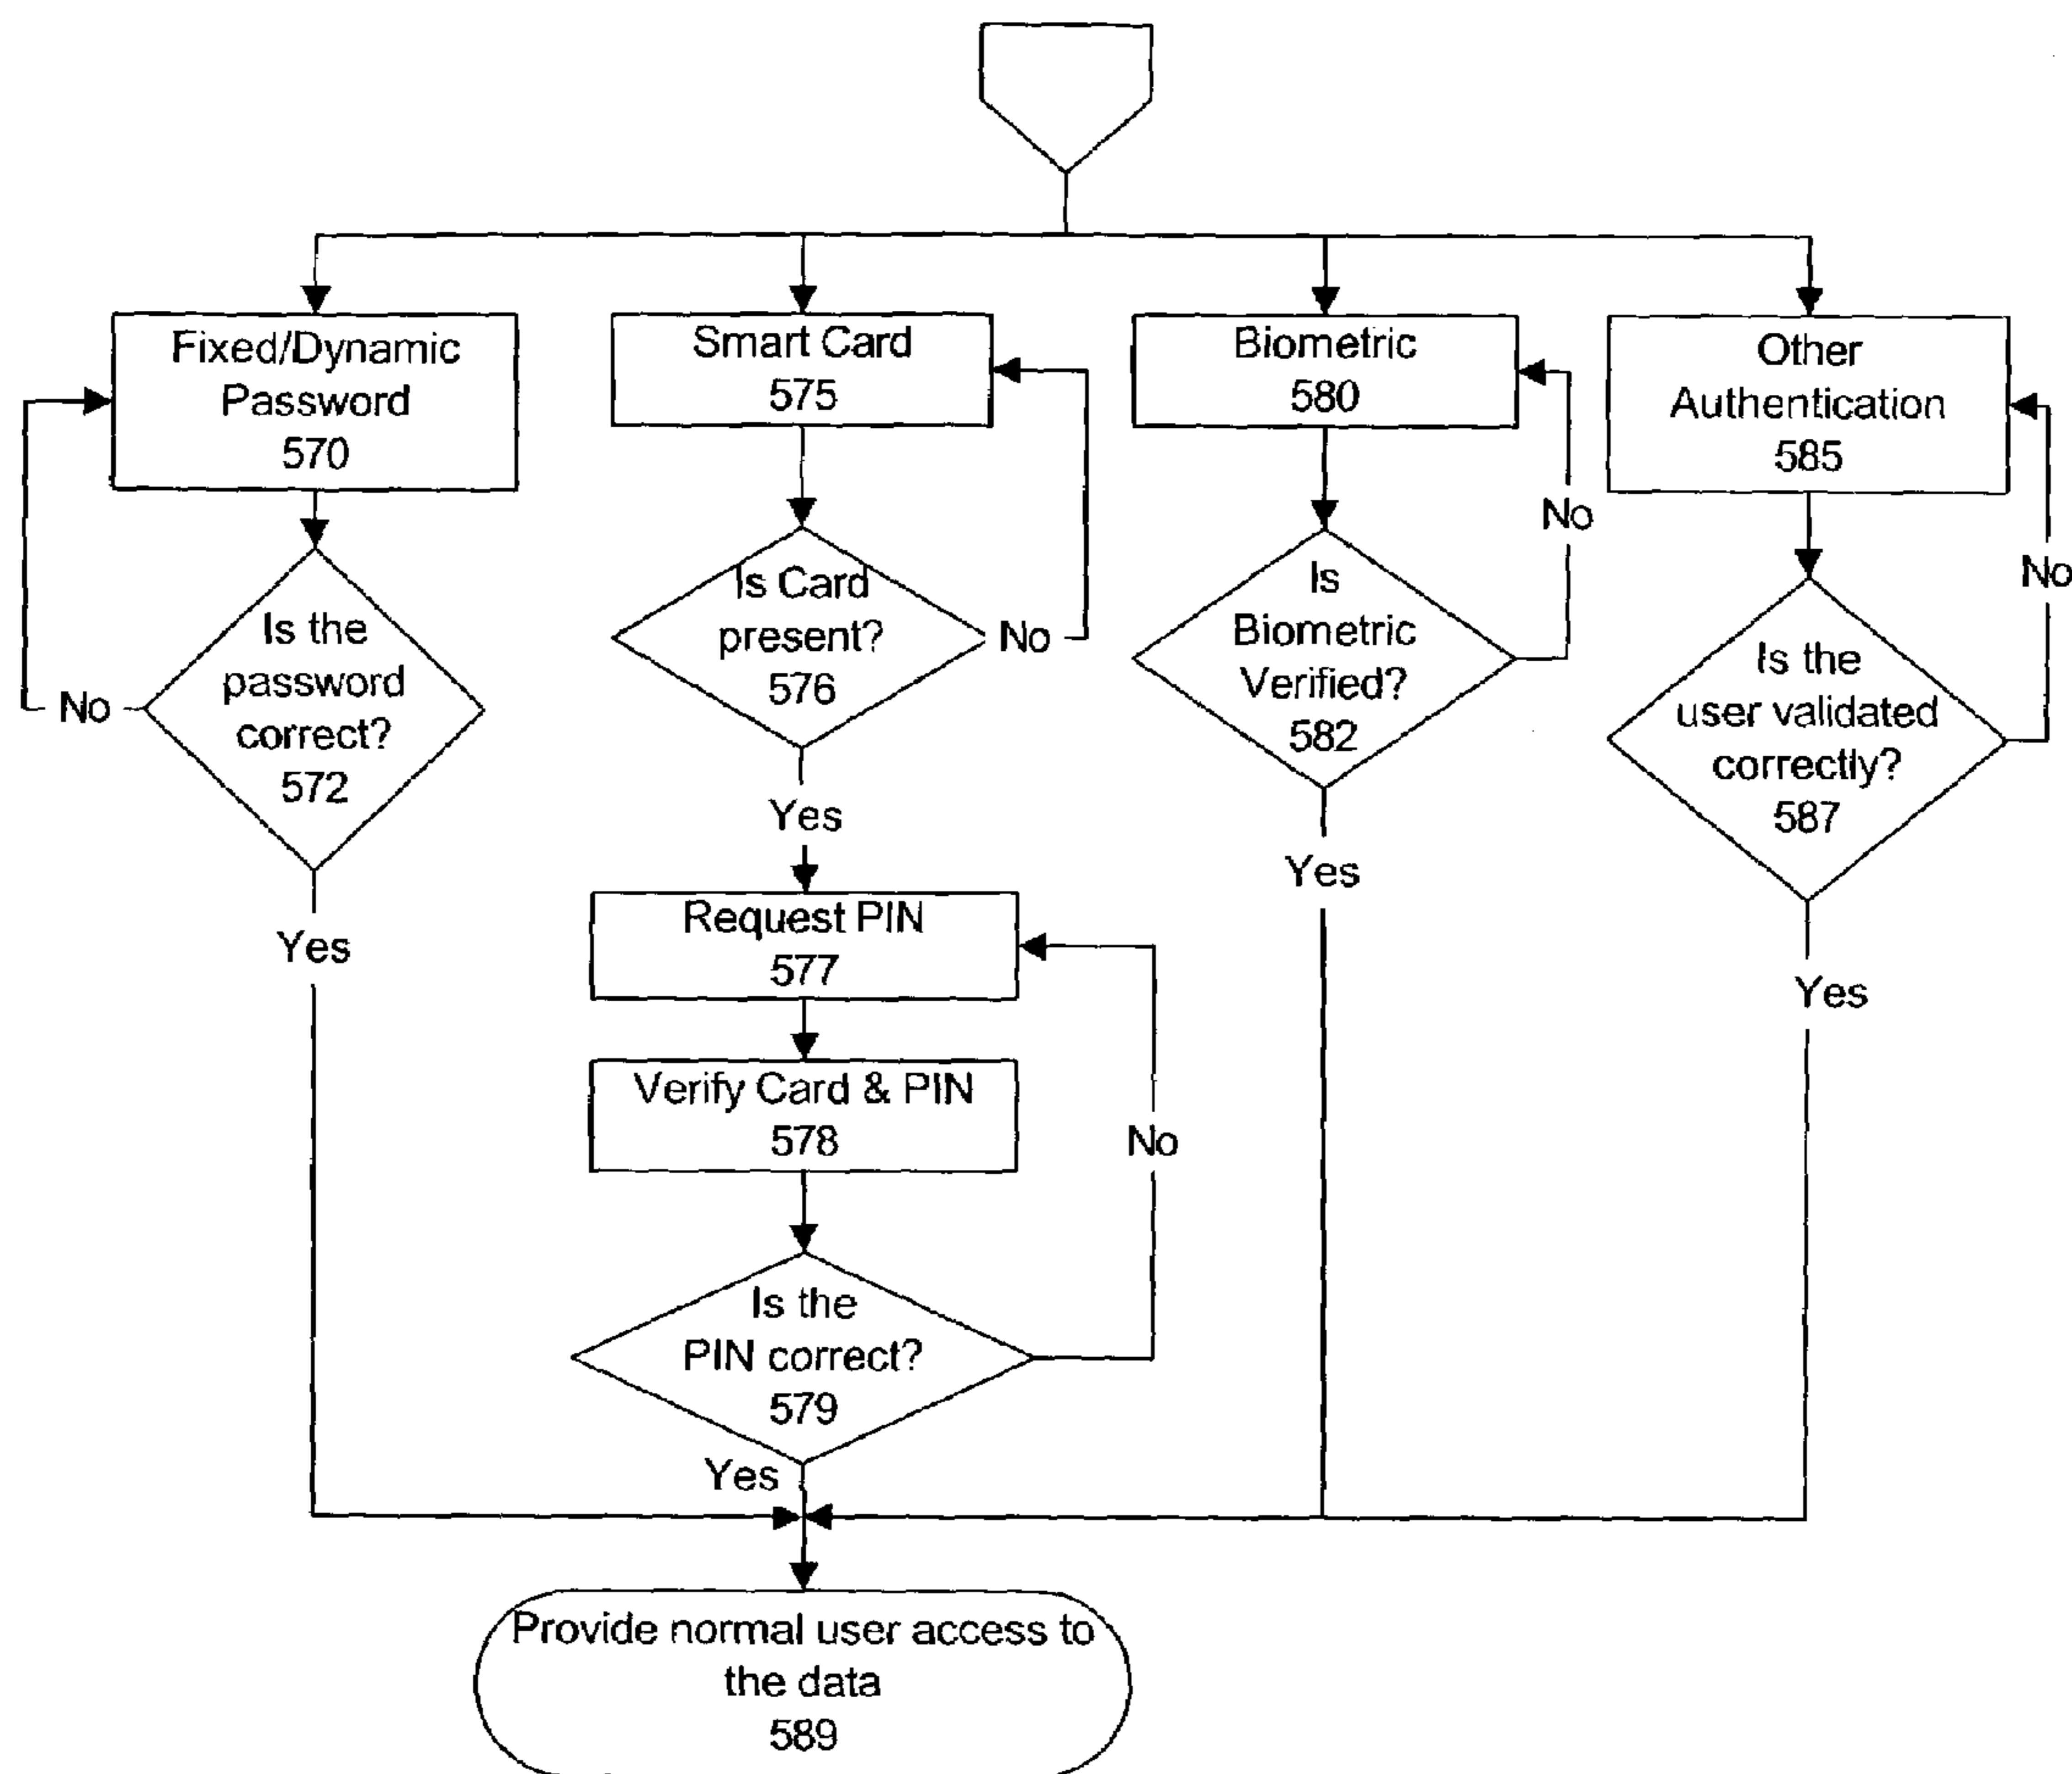 Fixed/Dynamic
Password
570
Smart Card
575
Biometric
580
Other
Authentication
585
Is the
password
correct?
572
No
Is Card
present?
576
No
Is
Biometric
Verified?
582
No
Is the
user validated
correctly?
587
No
Yes
Yes
Yes
Yes
Request PIN
577
Verify Card & PIN
578
No
Is the
PIN correct?
579
Yes
Provide normal user access to
the data
589